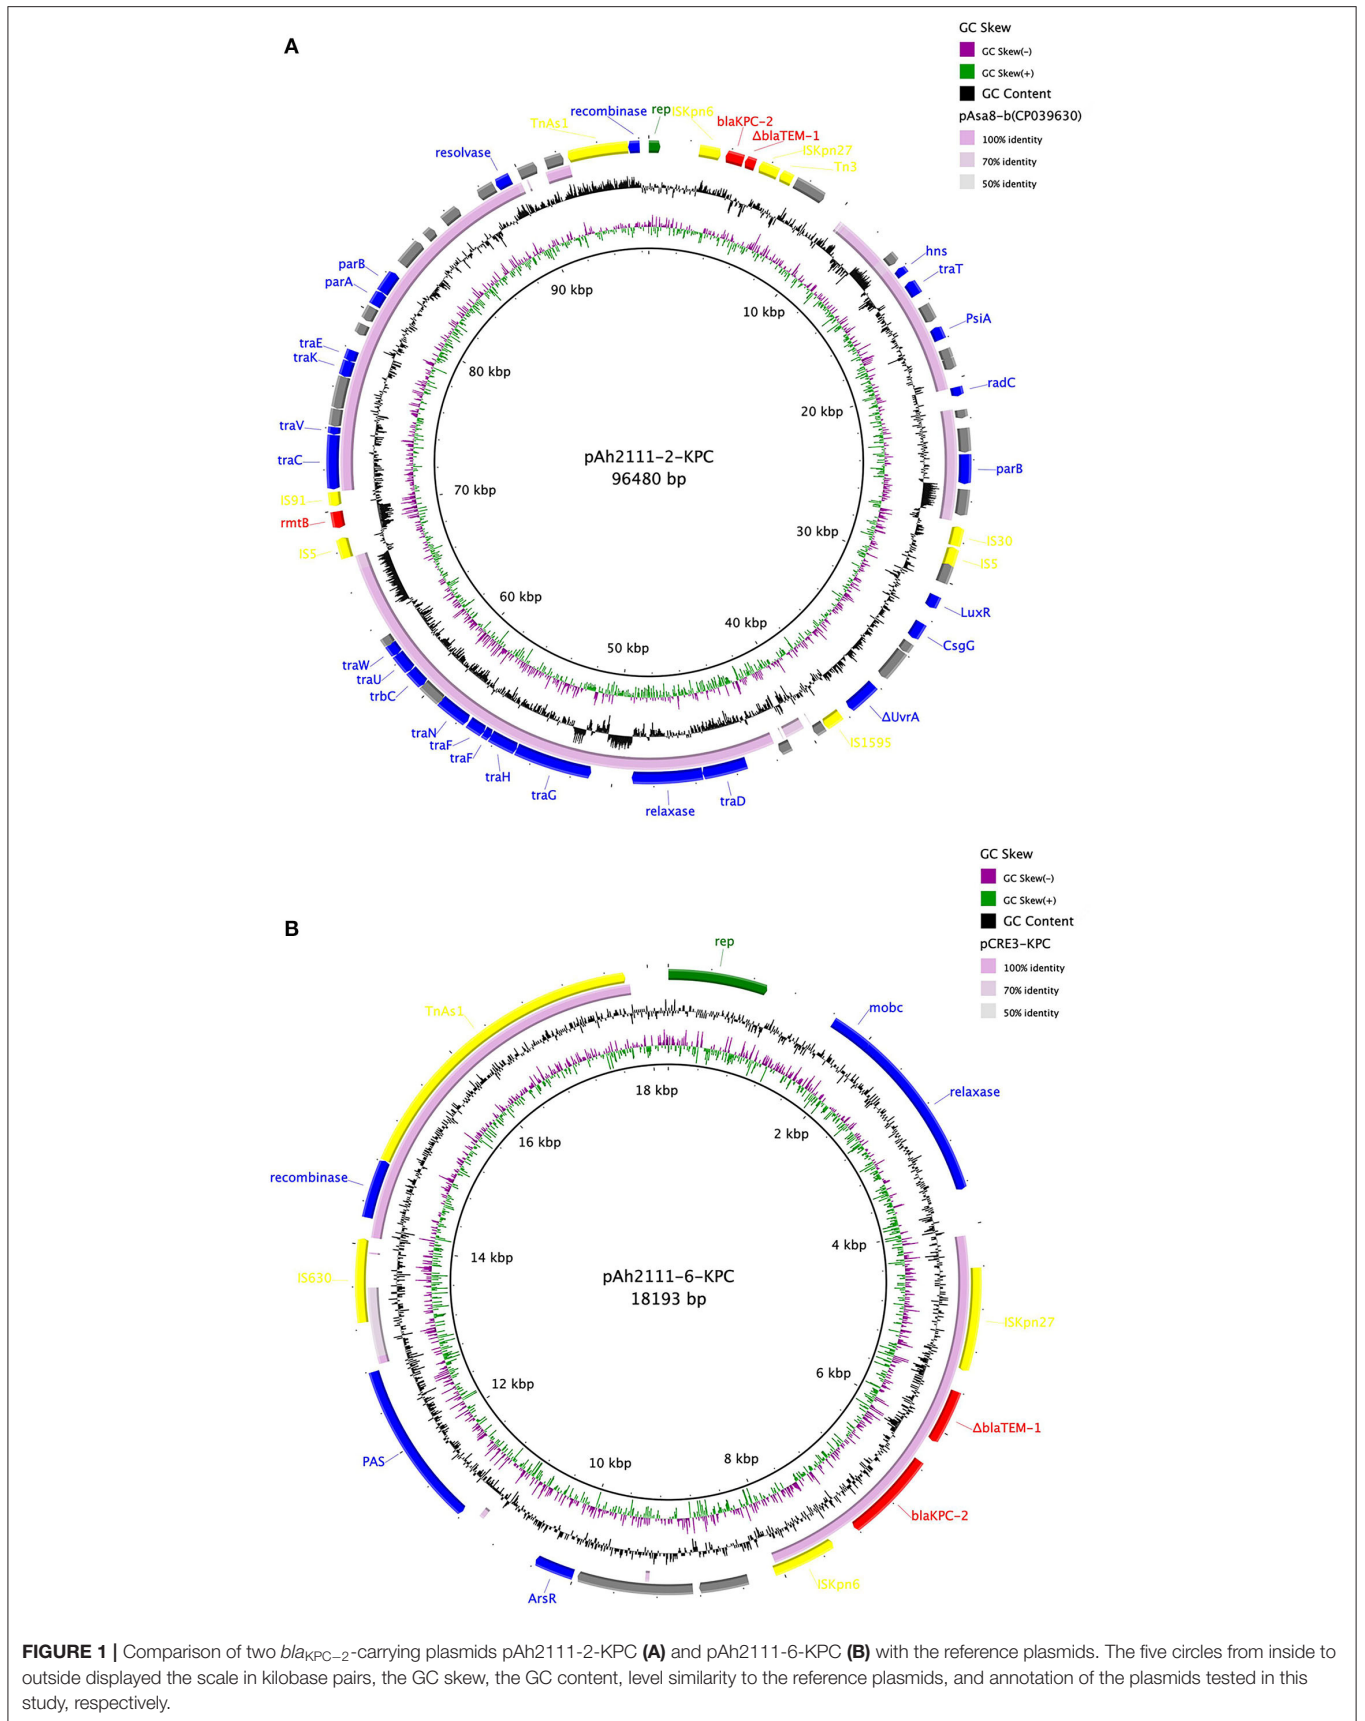 A
GC Skew
GC Skew(-)
GC Skew(+)
GC Content
pAsa8-b(CP039630)
100% identity
70% identity
50% identity
recombinase
rep
ISKpn6
blaKPC-2
ΔblaTEM-1
ISKpn27
Tn3
TnAs1
resolvase
hns
traT
PsiA
radC
parB
IS30
IS5
LuxR
CsgG
ΔUvrA
IS1595
traD
relaxase
traG
traH
traF
traF
traN
trbC
traU
traW
IS5
rmtB
IS91
traC
traV
traK
traE
parA
parB
10 kbp
20 kbp
30 kbp
40 kbp
50 kbp
60 kbp
70 kbp
80 kbp
90 kbp
pAh2111-2-KPC
96480 bp
B
GC Skew
GC Skew(-)
GC Skew(+)
GC Content
pCRE3-KPC
100% identity
70% identity
50% identity
rep
mobc
relaxase
ISKpn27
ΔblaTEM-1
blaKPC-2
ISKpn6
ArsR
PAS
IS630
recombinase
TnAs1
2 kbp
4 kbp
6 kbp
8 kbp
10 kbp
12 kbp
14 kbp
16 kbp
18 kbp
pAh2111-6-KPC
18193 bp
FIGURE 1 | Comparison of two blaKPC−2-carrying plasmids pAh2111-2-KPC (A) and pAh2111-6-KPC (B) with the reference plasmids. The five circles from inside to
outside displayed the scale in kilobase pairs, the GC skew, the GC content, level similarity to the reference plasmids, and annotation of the plasmids tested in this
study, respectively.